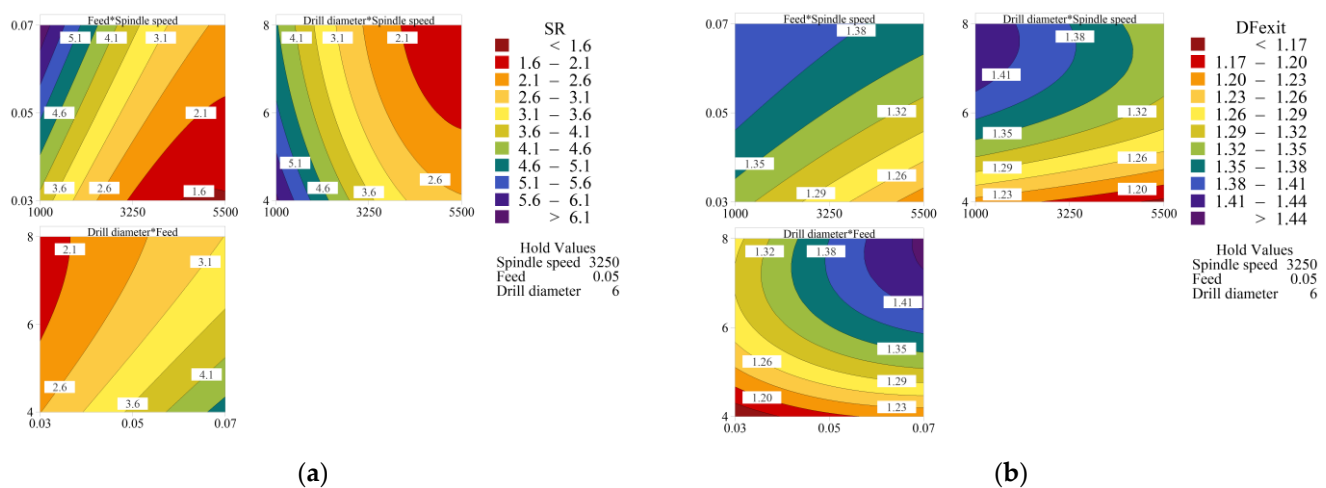 Feed*Spindle speed
0.07
0.05
0.03
5.1
4.1
3.1
4.6
2.1
3.6
2.6
1.6
1000
3250
5500
Drill diameter*Spindle speed
8
6
4
4.1
3.1
2.1
5.1
4.6
3.6
2.6
1000
3250
5500
SR
< 1.6
1.6 – 2.1
2.1 – 2.6
2.6 – 3.1
3.1 – 3.6
3.6 – 4.1
4.1 – 4.6
4.6 – 5.1
5.1 – 5.6
5.6 – 6.1
> 6.1
Hold Values
Spindle speed 3250
Feed 0.05
Drill diameter 6
Drill diameter*Feed
8
6
4
2.1
3.1
2.6
3.6
4.1
0.03
0.05
0.07
(a)
Feed*Spindle speed
0.07
0.05
0.03
1.38
1.32
1.35
1.29
1.26
1000
3250
5500
Drill diameter*Spindle speed
8
6
4
1.38
1.41
1.35
1.32
1.29
1.26
1.23
1.20
1000
3250
5500
DFexit
< 1.17
1.17 – 1.20
1.20 – 1.23
1.23 – 1.26
1.26 – 1.29
1.29 – 1.32
1.32 – 1.35
1.35 – 1.38
1.38 – 1.41
1.41 – 1.44
> 1.44
Hold Values
Spindle speed 3250
Feed 0.05
Drill diameter 6
Drill diameter*Feed
8
6
4
1.32
1.38
1.41
1.35
1.26
1.29
1.20
1.23
0.03
0.05
0.07
(b)